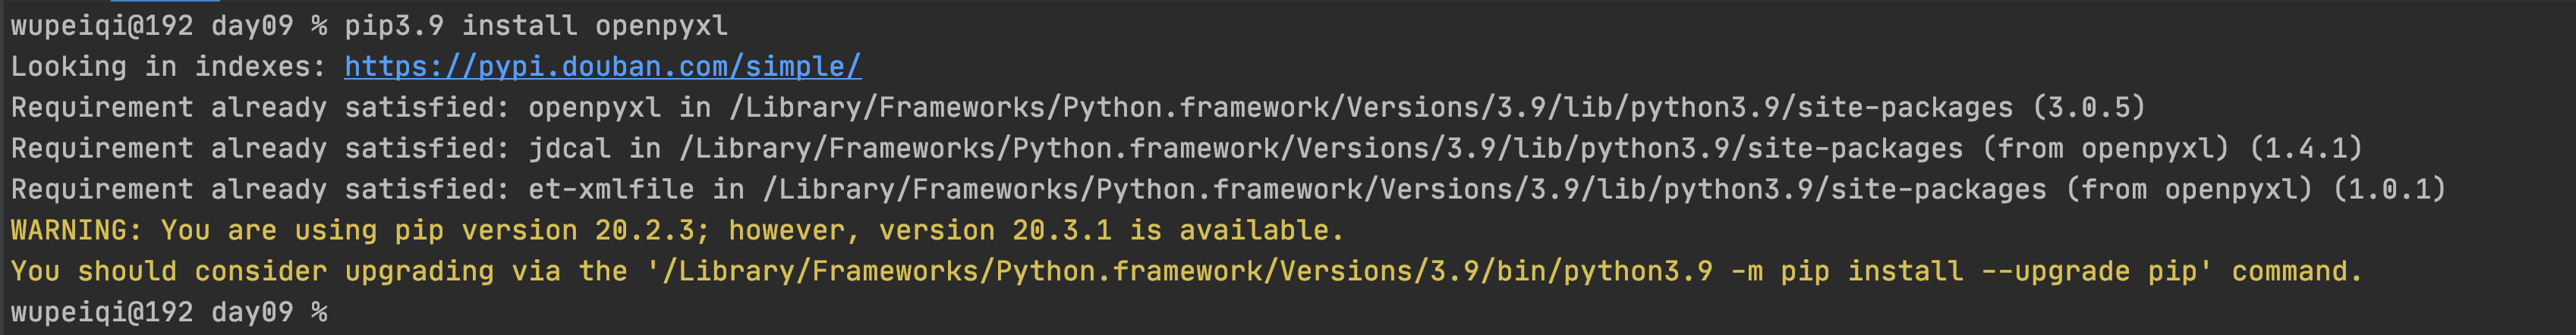 wupeiqi@192 day09 % pip3.9 install openpyxl
Looking in indexes: https://pypi.douban.com/simple/
Requirement already satisfied: openpyxl in /Library/Frameworks/Python.framework/Versions/3.9/lib/python3.9/site-packages (3.0.5)
Requirement already satisfied: jdcal in /Library/Frameworks/Python.framework/Versions/3.9/lib/python3.9/site-packages (from openpyxl) (1.4.1)
Requirement already satisfied: et-xmlfile in /Library/Frameworks/Python.framework/Versions/3.9/lib/python3.9/site-packages (from openpyxl) (1.0.1)
WARNING: You are using pip version 20.2.3; however, version 20.3.1 is available.
You should consider upgrading via the '/Library/Frameworks/Python.framework/Versions/3.9/bin/python3.9 -m pip install --upgrade pip' command.
wupeiqi@192 day09 %